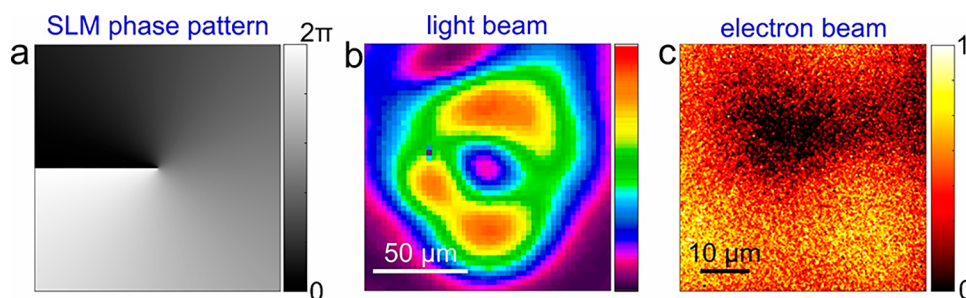 SLM phase pattern
light beam
electron beam
a
2π
0
b
50 μm
c
10 μm
1
0